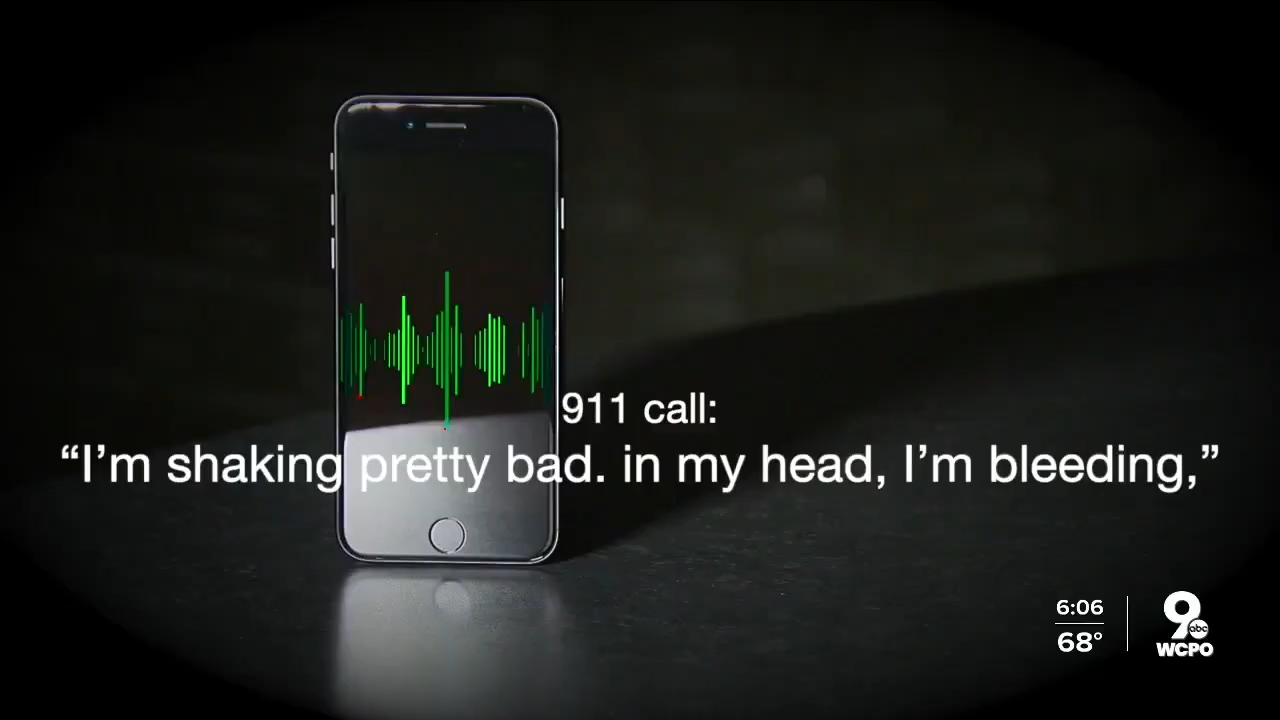 911 call:
“I’m shaking pretty bad. in my head, I’m bleeding,”
6:06
68°
9
abc
WCPO